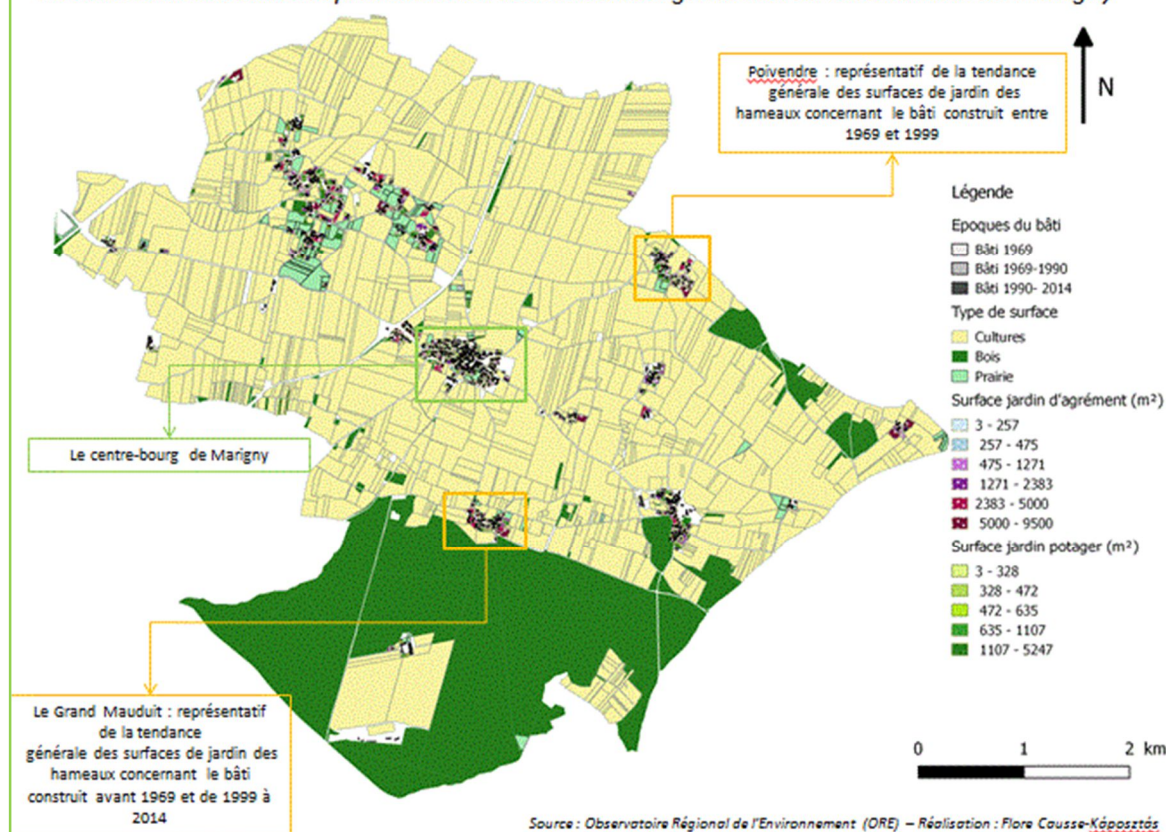 Poivendre : représentatif de la tendance
générale des surfaces de jardin des
hameaux concernant le bâti construit entre
1969 et 1999
N
Légende
Epoques du bâti
Bâti 1969
Bâti 1969-1990
Bâti 1990- 2014
Type de surface
Cultures
Bois
Prairie
Surface jardin d'agrément (m²)
3 - 257
257 - 475
475 - 1271
1271 - 2383
2383 - 5000
5000 - 9500
Surface jardin potager (m²)
3 - 328
328 - 472
472 - 635
635 - 1107
1107 - 5247
Le centre-bourg de Marigny
Le Grand Mauduit : représentatif
de la tendance
générale des surfaces de jardin des
hameaux concernant le bâti
construit avant 1969 et de 1999 à
2014
0 1 2 km
Source : Observatoire Régional de l'Environnement (ORE) – Réalisation : Flore Causse-Káposztás